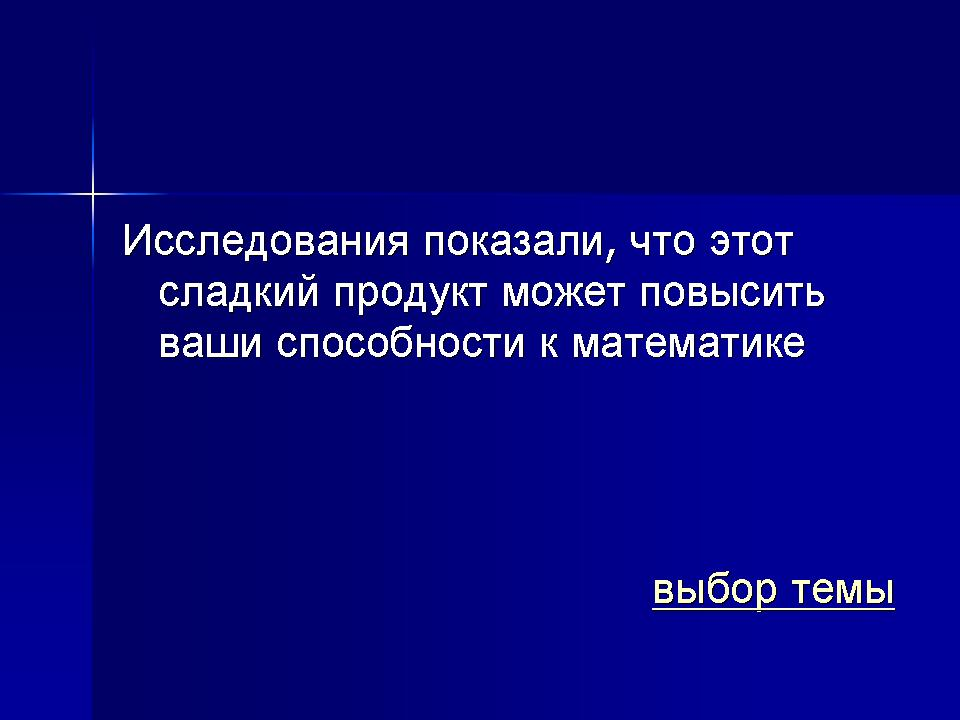 Исследования показали, что этот
сладкий продукт может повысить
ваши способности к математике
выбор темы